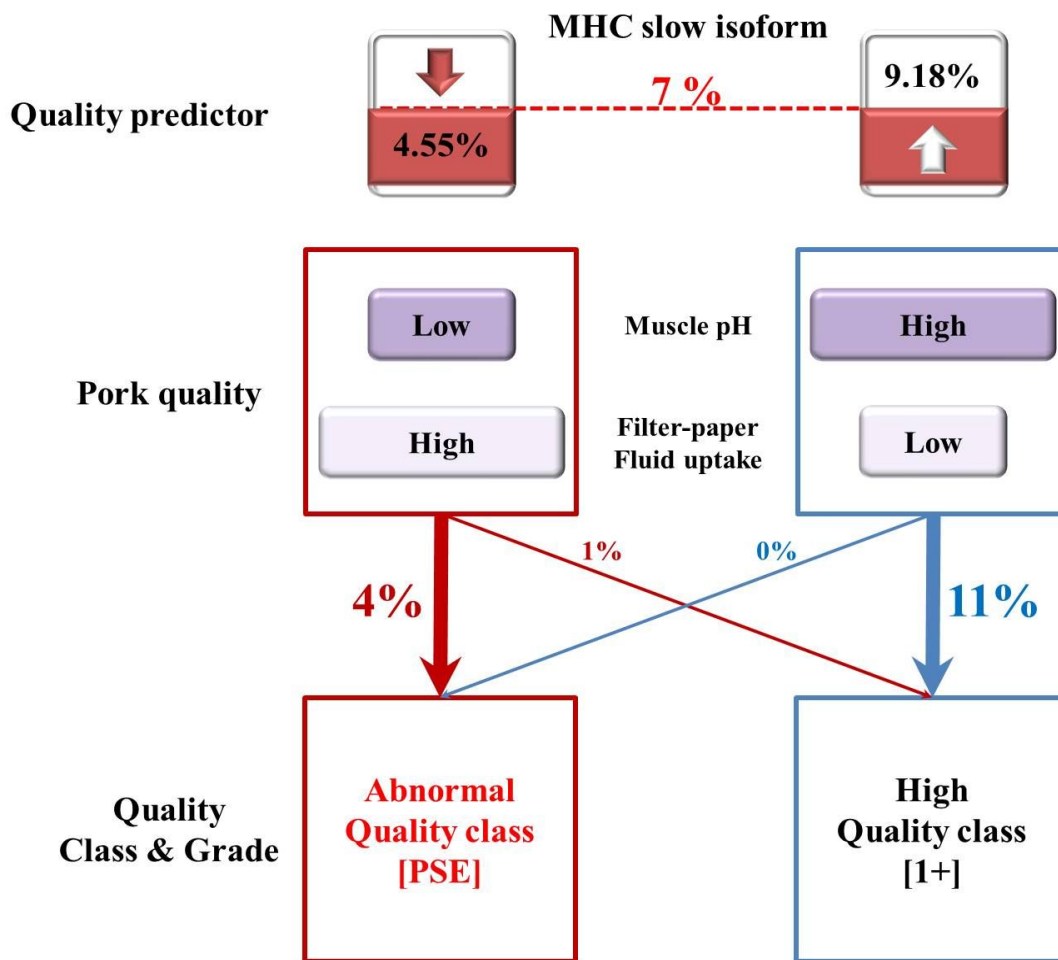 MHC slow isoform
Quality predictor
4.55%
7 %
9.18%
Pork quality
Low
Muscle pH
High
High
Filter-paper
Fluid uptake
Low
4%
1%
0%
11%
Quality
Class & Grade
Abnormal
Quality class
[PSE]
High
Quality class
[1+]